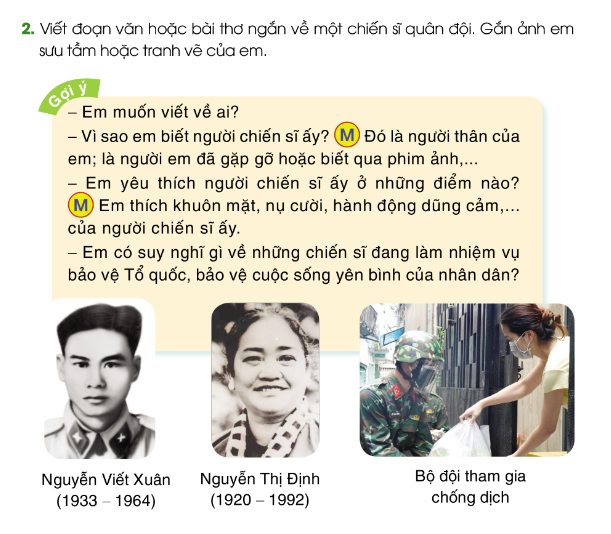 2. Viết đoạn văn hoặc bài thơ ngắn về một chiến sĩ quân đội. Gắn ảnh em
sưu tầm hoặc tranh vẽ của em.
Gợi ý
– Em muốn viết về ai?
– Vì sao em biết người chiến sĩ ấy? M Đó là người thân của
em; là người em đã gặp gỡ hoặc biết qua phim ảnh,...
– Em yêu thích người chiến sĩ ấy ở những điểm nào?
M Em thích khuôn mặt, nụ cười, hành động dũng cảm,...
của người chiến sĩ ấy.
– Em có suy nghĩ gì về những chiến sĩ đang làm nhiệm vụ
bảo vệ Tổ quốc, bảo vệ cuộc sống yên bình của nhân dân?
Nguyễn Viết Xuân
(1933 – 1964)
Nguyễn Thị Định
(1920 – 1992)
Bộ đội tham gia
chống dịch